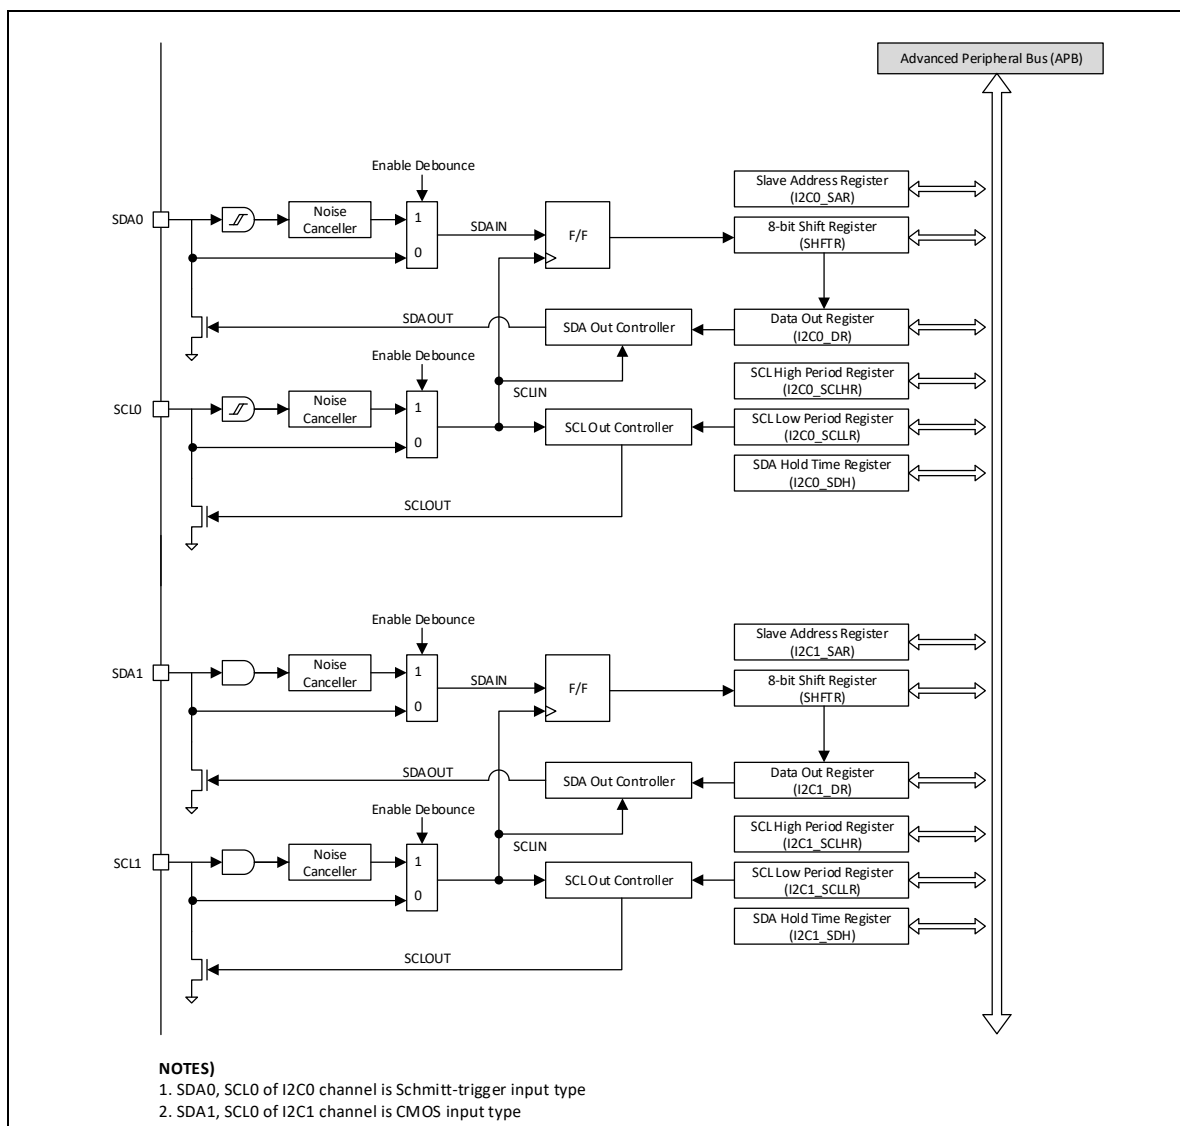 Advanced Peripheral Bus (APB)
Enable Debounce
Slave Address Register
(I2C0_SAR)
SDA0
Noise
Canceller
1
0
SDAIN
F/F
8-bit Shift Register
(SHFTR)
SDAOUT
SDA Out Controller
Data Out Register
(I2C0_DR)
Enable Debounce
SCL High Period Register
(I2C0_SCLHR)
SCL0
Noise
Canceller
1
0
SCLIN
SCL Out Controller
SCL Low Period Register
(I2C0_SCLLR)
SDA Hold Time Register
(I2C0_SDH)
SCLOUT
Enable Debounce
Slave Address Register
(I2C1_SAR)
SDA1
Noise
Canceller
1
0
SDAIN
F/F
8-bit Shift Register
(SHFTR)
SDAOUT
SDA Out Controller
Data Out Register
(I2C1_DR)
Enable Debounce
SCL High Period Register
(I2C1_SCLHR)
SCL1
Noise
Canceller
1
0
SCLIN
SCL Out Controller
SCL Low Period Register
(I2C1_SCLLR)
SDA Hold Time Register
(I2C1_SDH)
SCLOUT
NOTES)
1. SDA0, SCL0 of I2C0 channel is Schmitt-trigger input type
2. SDA1, SCL0 of I2C1 channel is CMOS input type